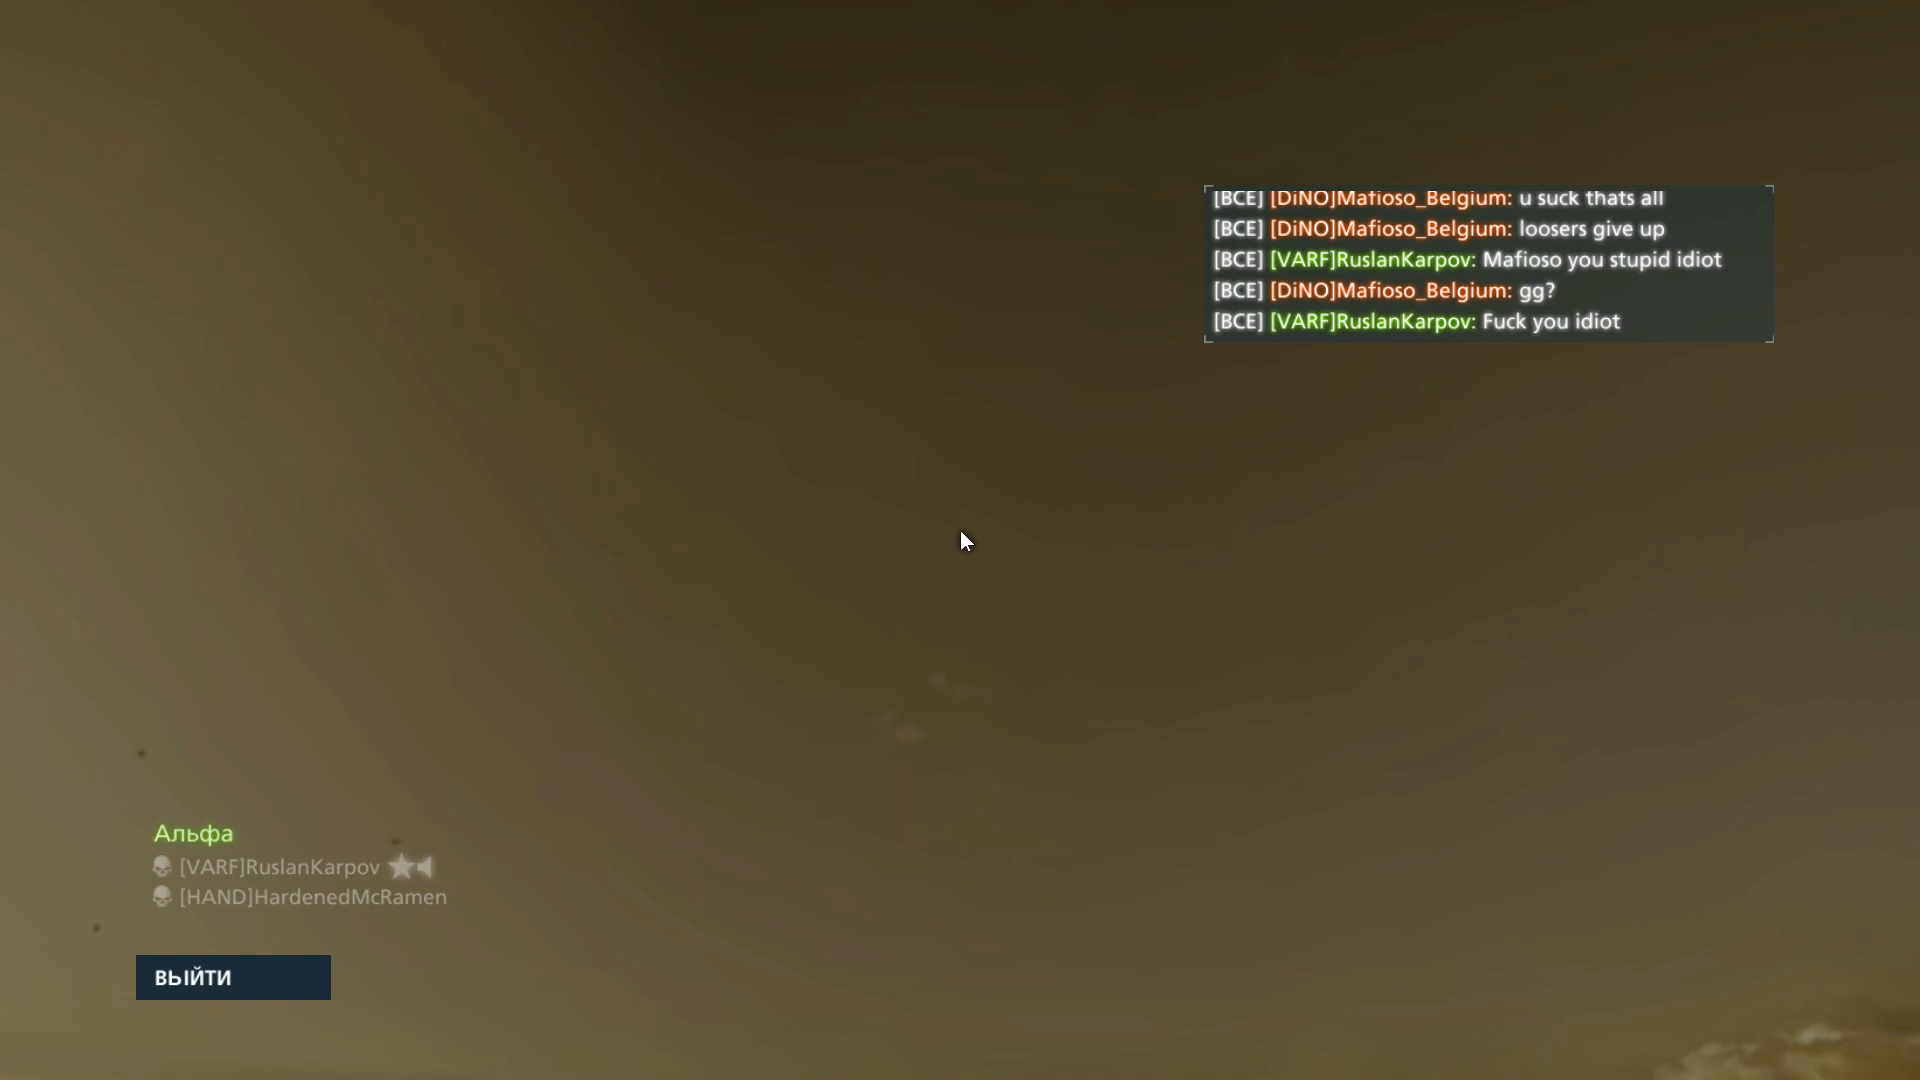 [ВСЕ] [DiNO]Mafioso_Belgium: u suck thats all
[ВСЕ] [DiNO]Mafioso_Belgium: loosers give up
[ВСЕ] [VARF]RuslanKarpov: Mafioso you stupid idiot
[ВСЕ] [DiNO]Mafioso_Belgium: gg?
[ВСЕ] [VARF]RuslanKarpov: Fuck you idiot
Альфа
[VARF]RuslanKarpov
[HAND]HardenedMcRamen
ВЫЙТИ